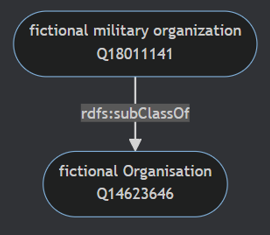 fictional military organization
Q18011141
rdfs:subClassOf
fictional Organisation
Q14623646